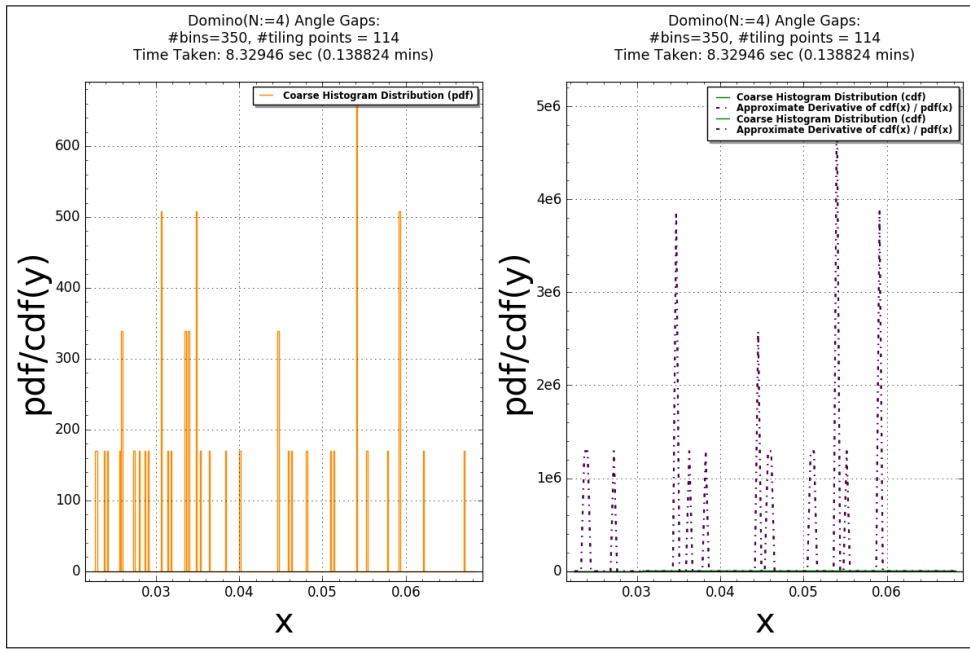 Domino(N:=4) Angle Gaps:
#bins=350, #tiling points = 114
Time Taken: 8.32946 sec (0.138824 mins)
Coarse Histogram Distribution (pdf)
600
500
400
300
200
100
0
0.03
0.04
0.05
0.06
pdf/cdf(y)
x
Domino(N:=4) Angle Gaps:
#bins=350, #tiling points = 114
Time Taken: 8.32946 sec (0.138824 mins)
Coarse Histogram Distribution (cdf)
Approximate Derivative of cdf(x) / pdf(x)
Coarse Histogram Distribution (cdf)
Approximate Derivative of cdf(x) / pdf(x)
5e6
4e6
3e6
2e6
1e6
0
0.03
0.04
0.05
0.06
pdf/cdf(y)
x